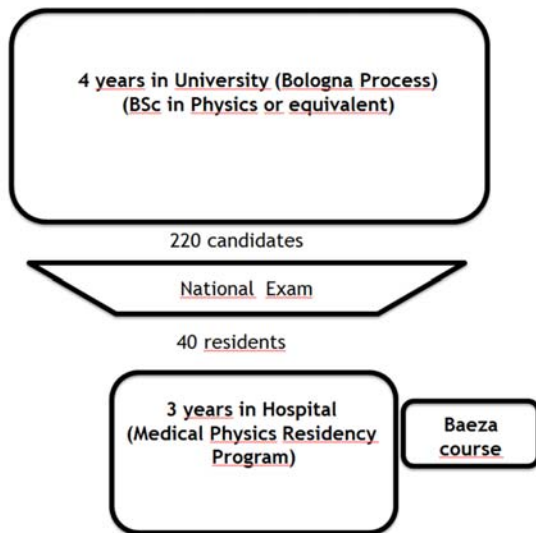 4 years in University (Bologna Process)
(BSc in Physics or equivalent)
220 candidates
National Exam
40 residents
3 years in Hospital
(Medical Physics Residency
Program)
Baeza
course